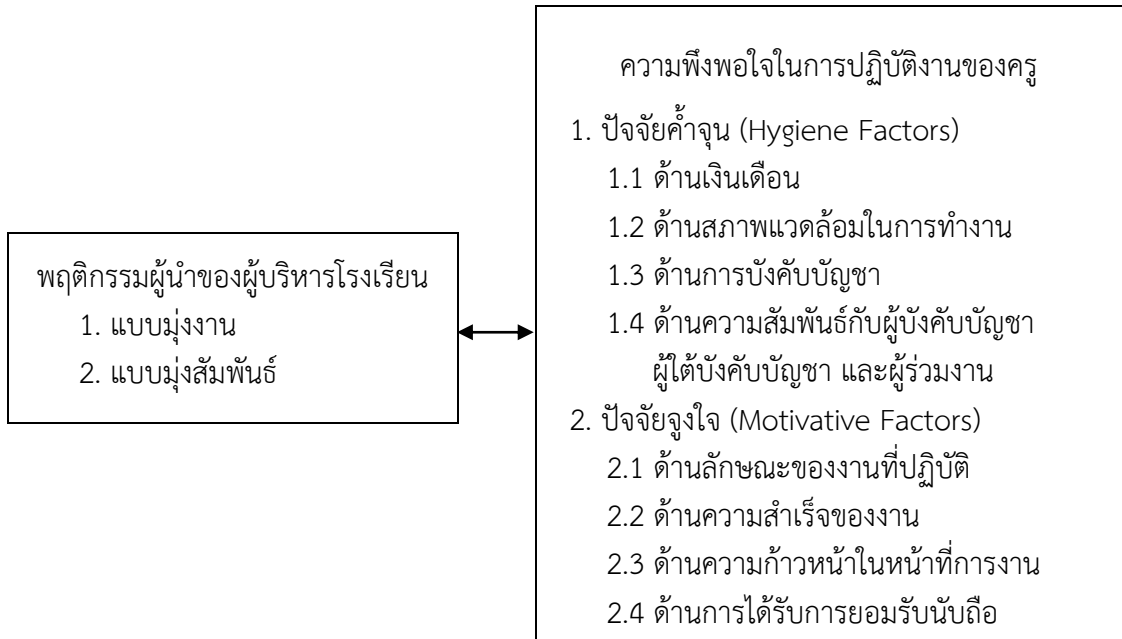 พฤติกรรมผู้นำของผู้บริหารโรงเรียน
1. แบบมุ่งงาน
2. แบบมุ่งสัมพันธ์
ความพึงพอใจในการปฏิบัติงานของครู
1. ปัจจัยค้ำจุน (Hygiene Factors)
1.1 ด้านเงินเดือน
1.2 ด้านสภาพแวดล้อมในการทำงาน
1.3 ด้านการบังคับบัญชา
1.4 ด้านความสัมพันธ์กับผู้บังคับบัญชา
ผู้ใต้บังคับบัญชา และผู้ร่วมงาน
2. ปัจจัยจูงใจ (Motivative Factors)
2.1 ด้านลักษณะของงานที่ปฏิบัติ
2.2 ด้านความสำเร็จของงาน
2.3 ด้านความก้าวหน้าในหน้าที่การงาน
2.4 ด้านการได้รับการยอมรับนับถือ